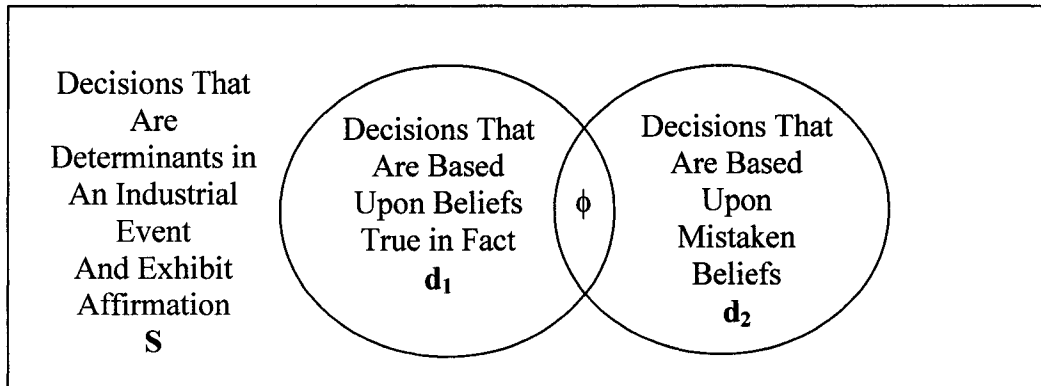 Decisions That
Are
Determinants in
An Industrial
Event
And Exhibit
Affirmation
S
Decisions That
Are Based
Upon Beliefs
True in Fact
d₁
ϕ
Decisions That
Are Based
Upon
Mistaken
Beliefs
d₂